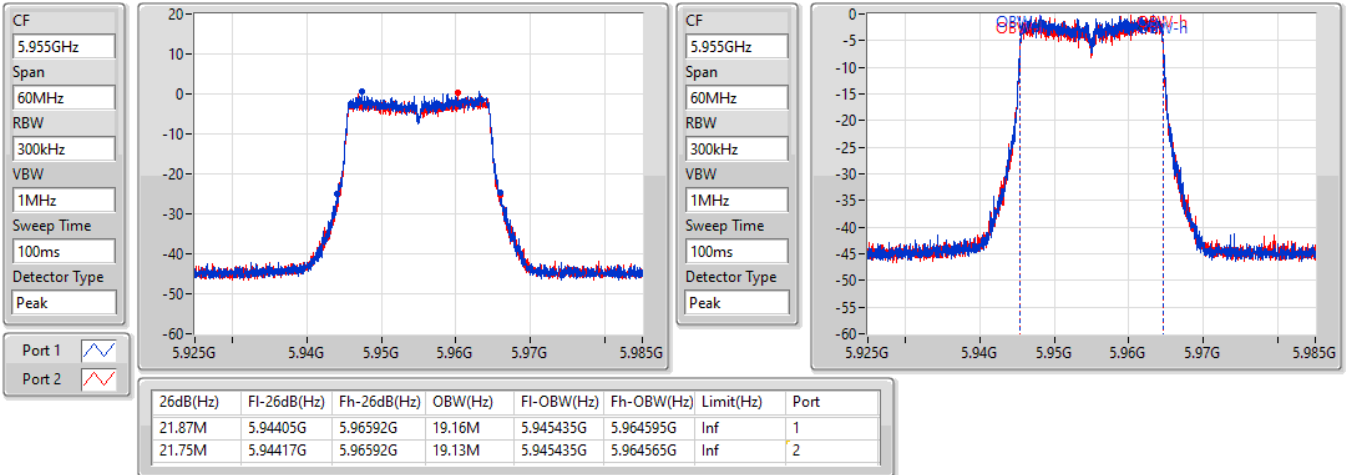 CF
5.955GHz
Span
60MHz
RBW
300kHz
VBW
1MHz
Sweep Time
100ms
Detector Type
Peak
Port 1
Port 2
20
10
0
-10
-20
-30
-40
-50
-60
5.925G 5.94G 5.95G 5.96G 5.97G 5.985G
CF
5.955GHz
Span
60MHz
RBW
300kHz
VBW
1MHz
Sweep Time
100ms
Detector Type
Peak
0
-5
-10
-15
-20
-25
-30
-35
-40
-45
-50
-55
-60
5.925G 5.94G 5.95G 5.96G 5.97G 5.985G
OBW-h
26dB(Hz) Fl-26dB(Hz) Fh-26dB(Hz) OBW(Hz) Fl-OBW(Hz) Fh-OBW(Hz) Limit(Hz) Port
21.87M 5.94405G 5.96592G 19.16M 5.945435G 5.964595G Inf 1
21.75M 5.94417G 5.96592G 19.13M 5.945435G 5.964565G Inf 2